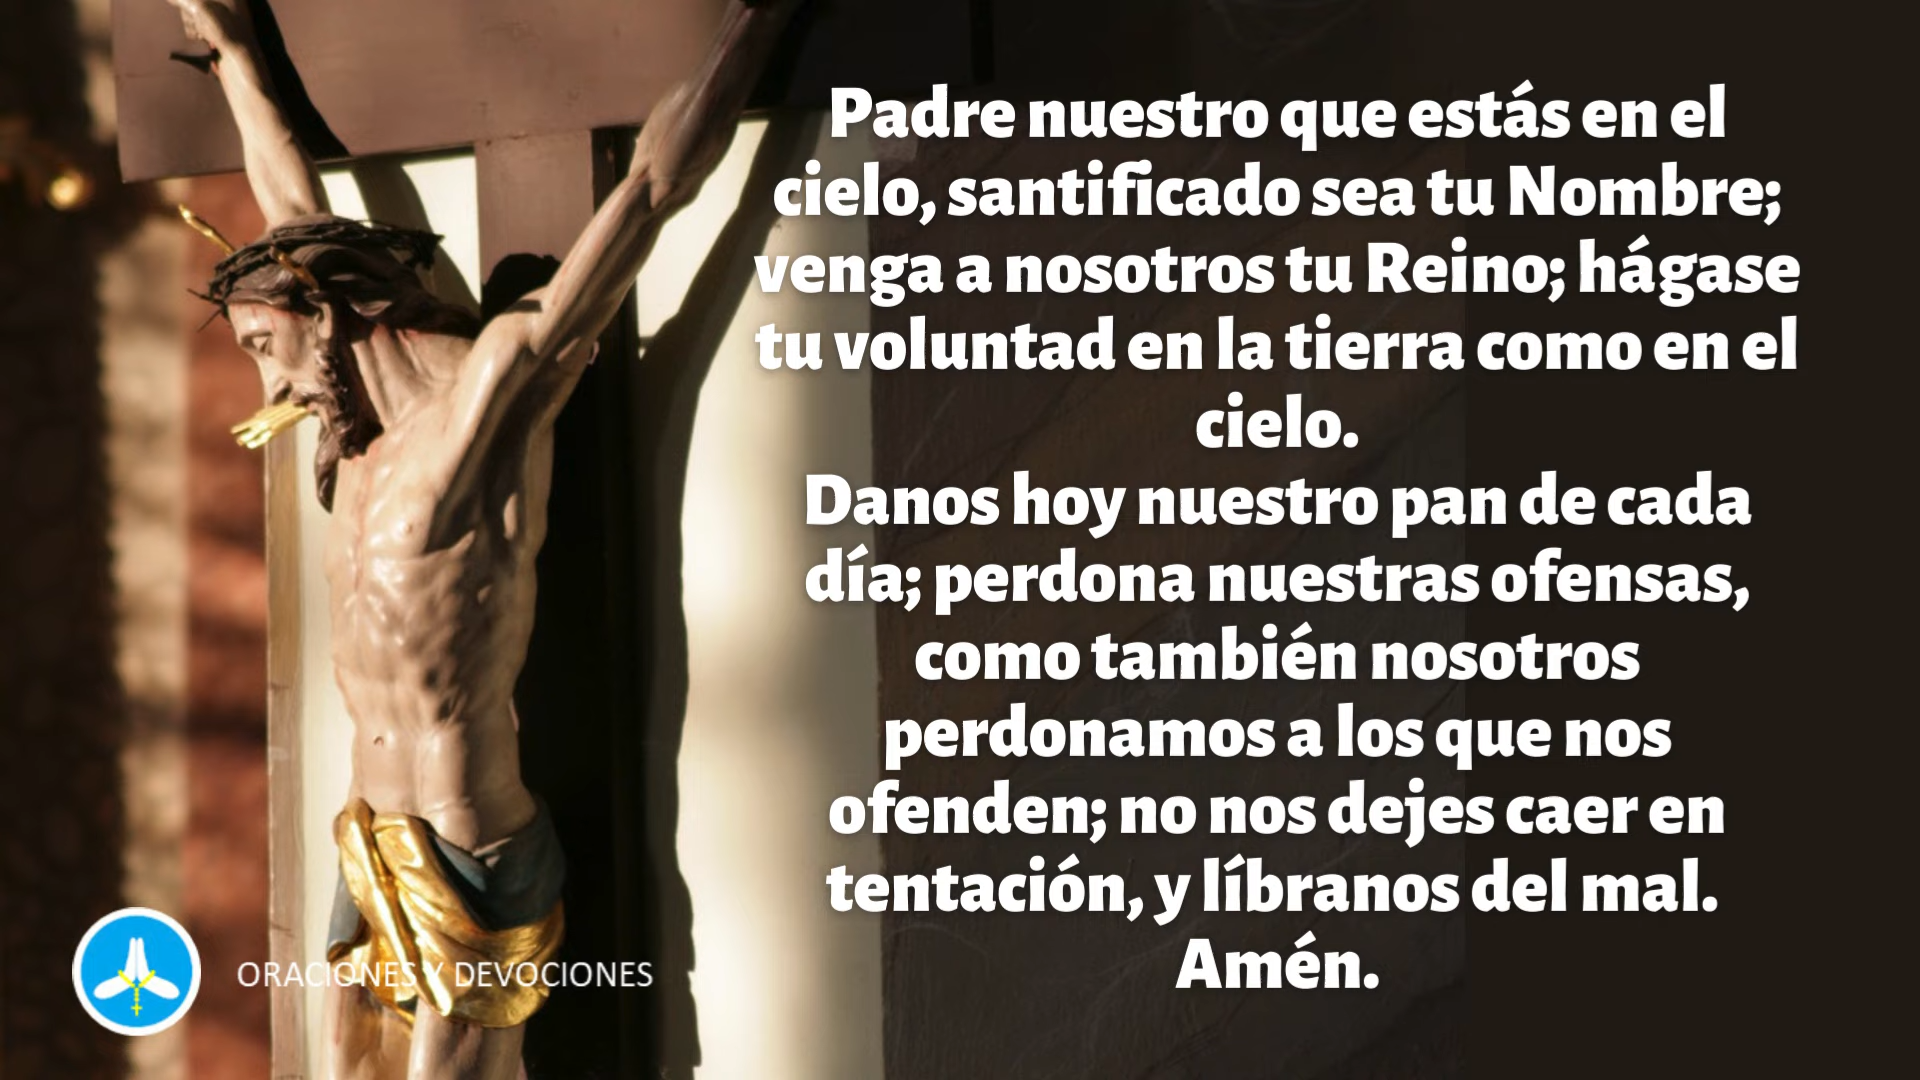 Padre nuestro que estás en el
cielo, santificado sea tu Nombre;
venga a nosotros tu Reino; hágase
tu voluntad en la tierra como en el
cielo.
Danos hoy nuestro pan de cada
día; perdona nuestras ofensas,
como también nosotros
perdonamos a los que nos
ofenden; no nos dejes caer en
tentación, y líbranos del mal.
Amén.
ORACIONES Y DEVOCIONES